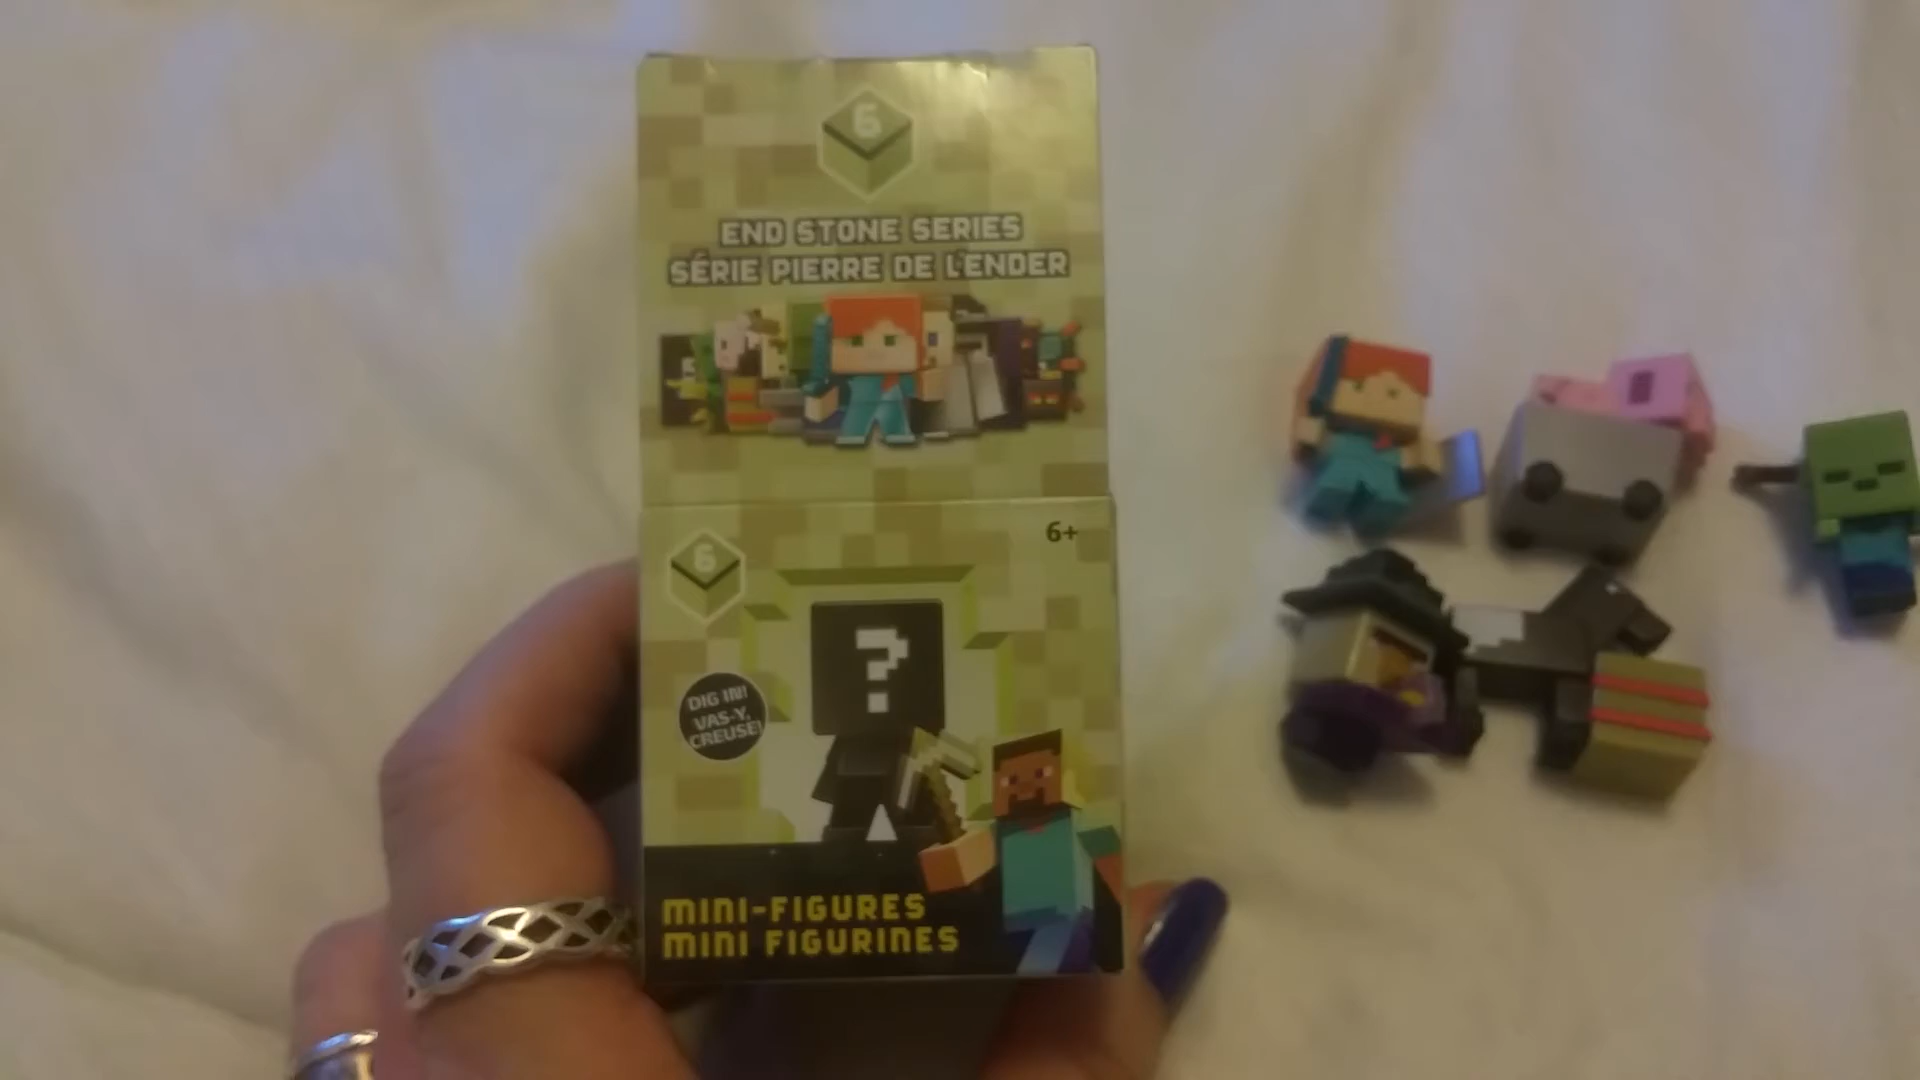 6
END STONE SERIES
SÉRIE PIERRE DE L'ENDER
6+
6
?
DIG IN!
VAS-Y,
CREUSE!
MINI-FIGURES
MINI FIGURINES